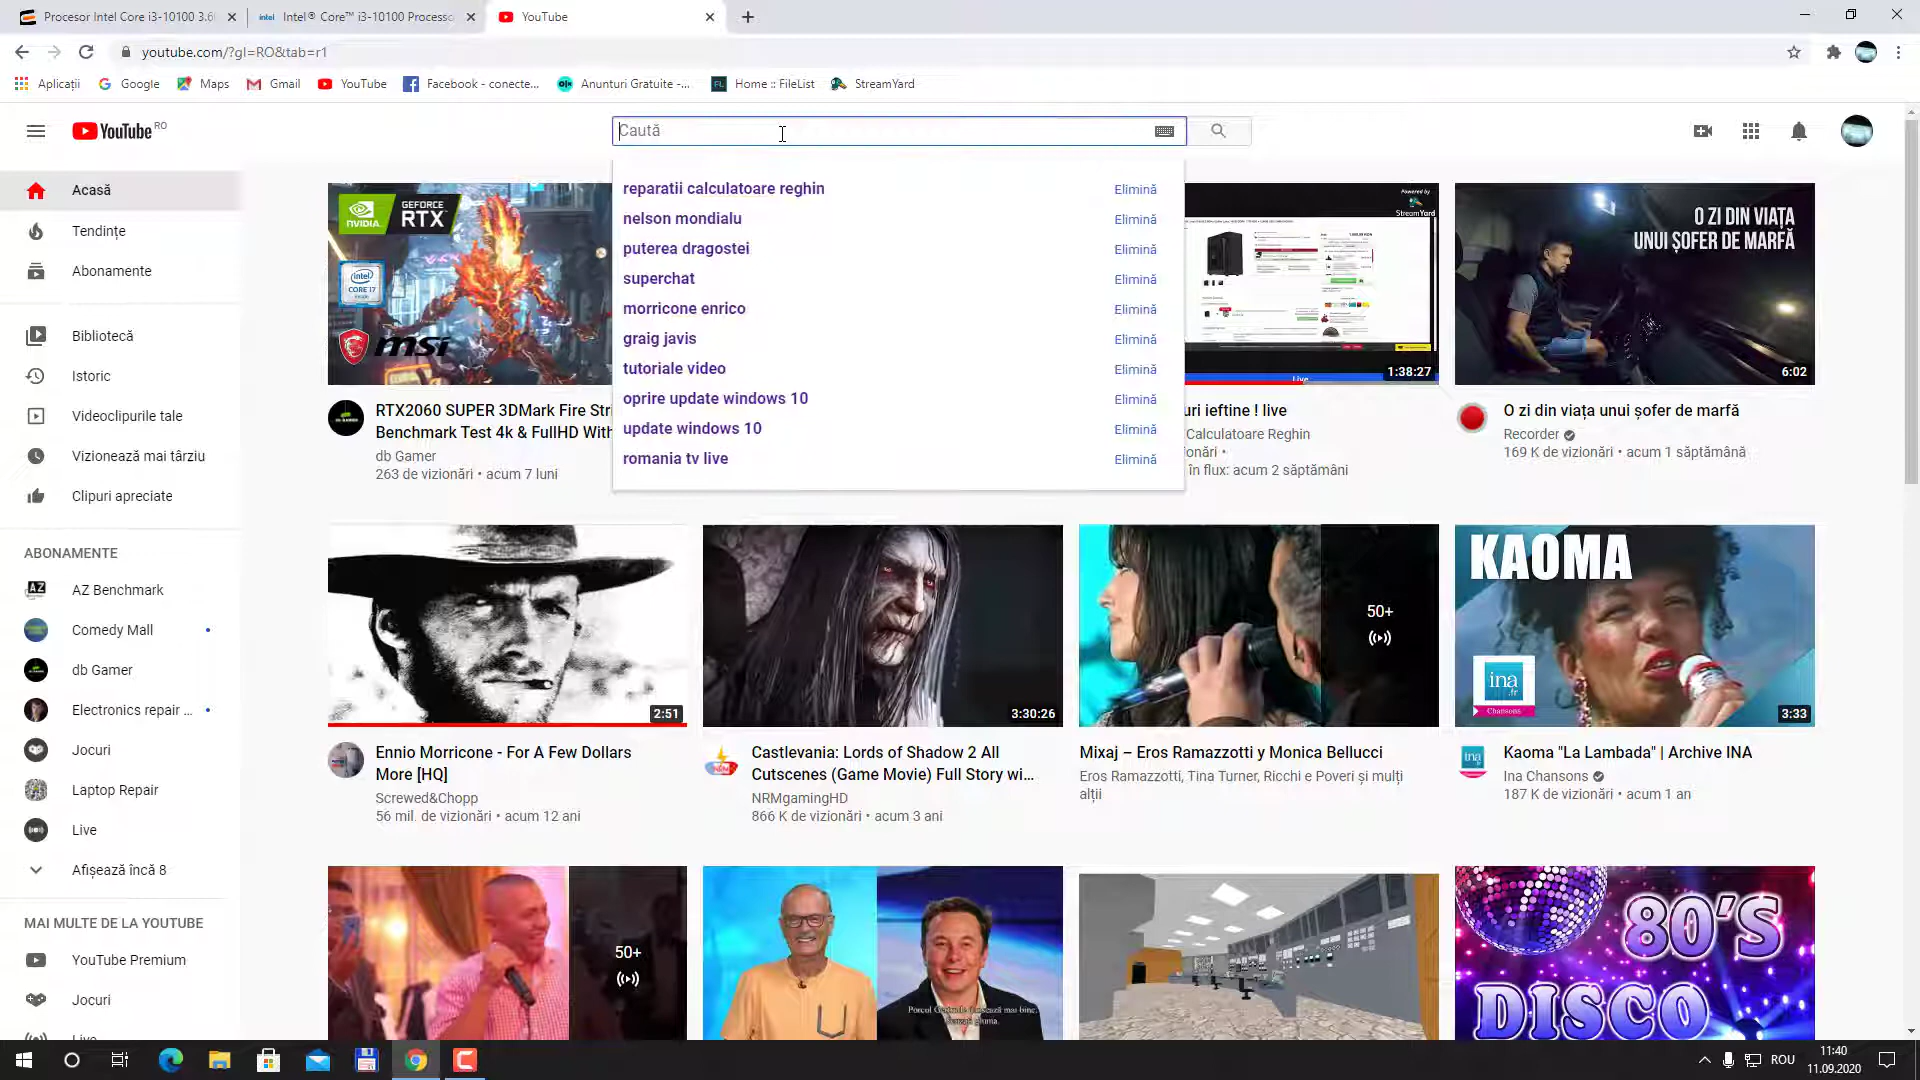 Procesor Intel Core i3-10100 3.6
Intel® Core™ i3-10100 Processo
YouTube
youtube.com/?gl=RO&tab=r1
Aplicații
Google
Maps
Gmail
YouTube
Facebook - conecte...
Anunturi Gratuite -...
Home :: FileList
StreamYard
YouTube RO
Caută
reparatii calculatoare reghin Elimină
nelson mondialu Elimină
puterea dragostei Elimină
superchat Elimină
morricone enrico Elimină
graig javis Elimină
tutoriale video Elimină
oprire update windows 10 Elimină
update windows 10 Elimină
romania tv live Elimină
Acasă
Tendințe
Abonamente
Bibliotecă
Istoric
Videoclipurile tale
Vizionează mai târziu
Clipuri apreciate
ABONAMENTE
AZ Benchmark
Comedy Mall
db Gamer
Electronics repair ...
Jocuri
Laptop Repair
Live
Afișează încă 8
MAI MULTE DE LA YOUTUBE
YouTube Premium
Jocuri
Live
NVIDIA
GEFORCE
RTX
intel
CORE i7
msi
RTX2060 SUPER 3DMark Fire Str
Benchmark Test 4k & FullHD With
db Gamer
263 de vizionări • acum 7 luni
Powered by
StreamYard
Live
1:38:27
uri ieftine ! live
Calculatoare Reghin
onări •
în flux: acum 2 săptămâni
O ZI DIN VIAȚA
UNUI ȘOFER DE MARFĂ
6:02
O zi din viața unui șofer de marfă
Recorder
169 K de vizionări • acum 1 săptămână
2:51
Ennio Morricone - For A Few Dollars
More [HQ]
Screwed&Chopp
56 mil. de vizionări • acum 12 ani
3:30:26
Castlevania: Lords of Shadow 2 All
Cutscenes (Game Movie) Full Story wi...
NRMgamingHD
866 K de vizionări • acum 3 ani
50+
Mixaj – Eros Ramazzotti y Monica Bellucci
Eros Ramazzotti, Tina Turner, Ricchi e Poveri și mulți
alții
KAOMA
ina.fr
Chansons
3:33
Kaoma "La Lambada" | Archive INA
Ina Chansons
187 K de vizionări • acum 1 an
50+
80'S
DISCO
ROU
11:40
11.09.2020